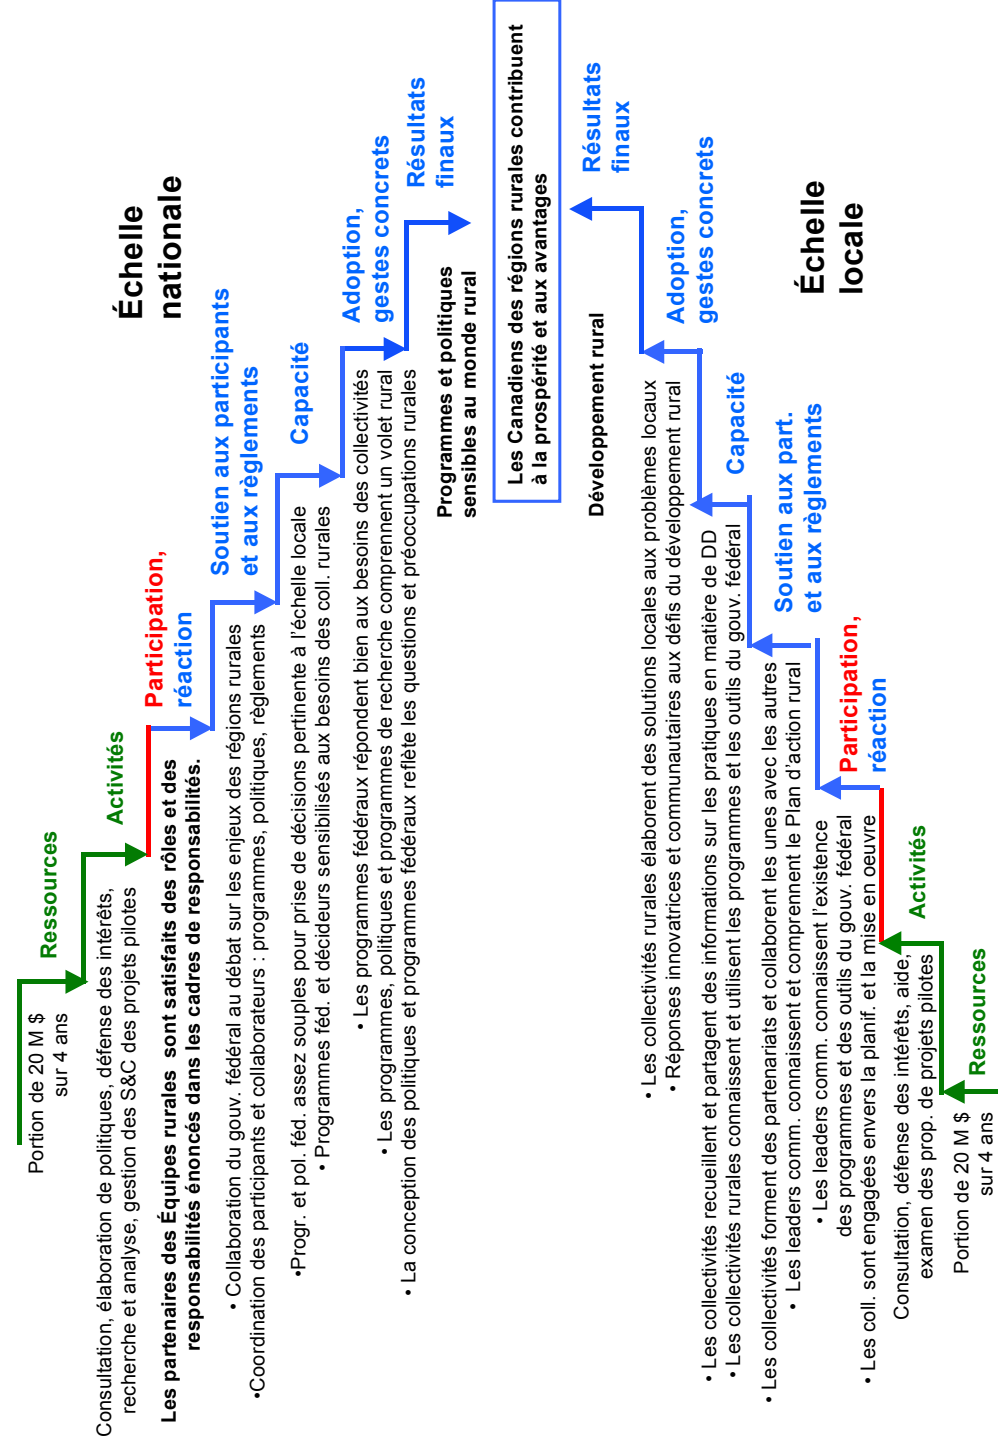 Échelle
nationale
Portion de 20 M $
sur 4 ans
Ressources
Consultation, élaboration de politiques, défense des intérêts,
recherche et analyse, gestion des S&C des projets pilotes
Activités
Les partenaires des Équipes rurales sont satisfaits des rôles et des
responsabilités énoncés dans les cadres de responsabilités.
Participation,
réaction
• Collaboration du gouv. fédéral au débat sur les enjeux des régions rurales
•Coordination des participants et collaborateurs : programmes, politiques, règlements
Soutien aux participants
et aux règlements
•Progr. et pol. féd. assez souples pour prise de décisions pertinente à l'échelle locale
• Programmes féd. et décideurs sensibilisés aux besoins des coll. rurales
Capacité
• Les programmes fédéraux répondent bien aux besoins des collectivités
• Les programmes, politiques et programmes de recherche comprennent un volet rural
• La conception des politiques et programmes fédéraux reflète les questions et préoccupations rurales
Adoption,
gestes concrets
Programmes et politiques
sensibles au monde rural
Résultats
finaux
Les Canadiens des régions rurales contribuent
à la prospérité et aux avantages
Développement rural
Résultats
finaux
• Les collectivités rurales élaborent des solutions locales aux problèmes locaux
• Réponses innovatrices et communautaires aux défis du développement rural
Adoption,
gestes concrets
• Les collectivités recueillent et partagent des informations sur les pratiques en matière de DD
• Les collectivités rurales connaissent et utilisent les programmes et les outils du gouv. fédéral
Capacité
• Les collectivités forment des partenariats et collaborent les unes avec les autres
• Les leaders comm. connaissent et comprennent le Plan d'action rural
Soutien aux part.
et aux règlements
• Les leaders comm. connaissent l'existence
des programmes et des outils du gouv. fédéral
• Les coll. sont engagées envers la planif. et la mise en oeuvre
Participation,
réaction
Consultation, défense des intérêts, aide,
examen des prop. de projets pilotes
Activités
Portion de 20 M $
sur 4 ans
Ressources
Échelle
locale